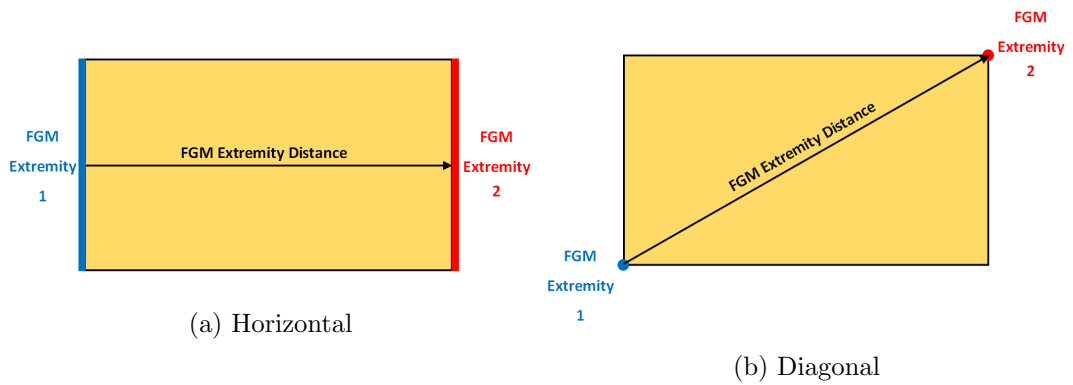 FGM
Extremity
1
FGM Extremity Distance
FGM
Extremity
2
(a) Horizontal
FGM
Extremity
2
FGM Extremity Distance
FGM
Extremity
1
(b) Diagonal